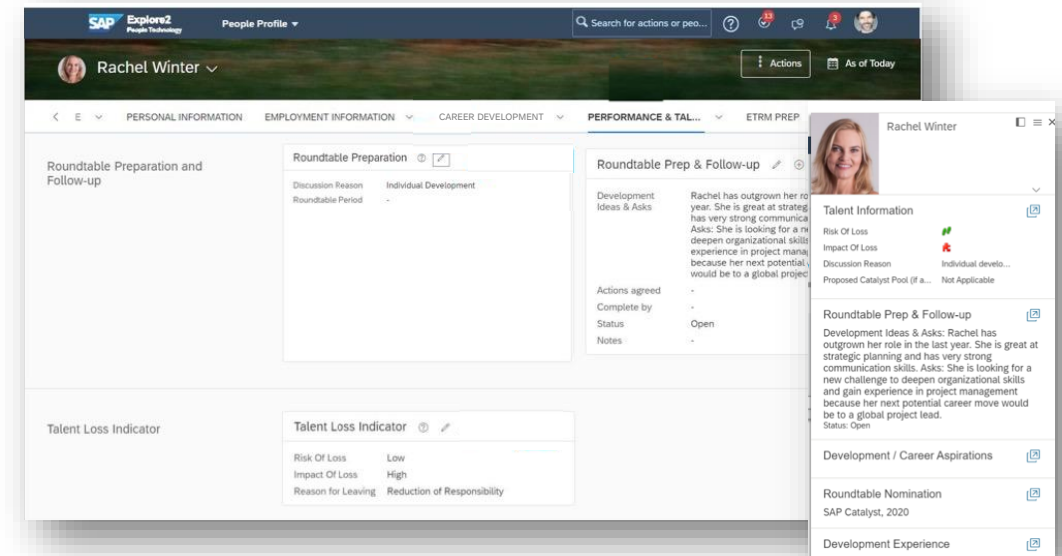 SAP Explore2
People Technology
People Profile
Search for actions or peo...
13
3
Rachel Winter
Actions
As of Today
E
PERSONAL INFORMATION
EMPLOYMENT INFORMATION
CAREER DEVELOPMENT
PERFORMANCE & TAL...
ETRM PREP
Roundtable Preparation and
Follow-up
Roundtable Preparation
Discussion Reason Individual Development
Roundtable Period -
Roundtable Prep & Follow-up
Development
Ideas & Asks
Rachel has outgrown her ro
year. She is great at strateg
has very strong communica
Asks: She is looking for a ne
deepen organizational skills
experience in project mana
because her next potential
would be to a global projec
Actions agreed -
Complete by -
Status Open
Notes -
Talent Loss Indicator
Talent Loss Indicator
Risk Of Loss Low
Impact Of Loss High
Reason for Leaving Reduction of Responsibility
Rachel Winter
Talent Information
Risk Of Loss
Impact Of Loss
Discussion Reason Individual develo...
Proposed Catalyst Pool (If a... Not Applicable
Roundtable Prep & Follow-up
Development Ideas & Asks: Rachel has
outgrown her role in the last year. She is great at
strategic planning and has very strong
communication skills. Asks: She is looking for a
new challenge to deepen organizational skills
and gain experience in project management
because her next potential career move would
be to a global project lead.
Status: Open
Development / Career Aspirations
Roundtable Nomination
SAP Catalyst, 2020
Development Experience